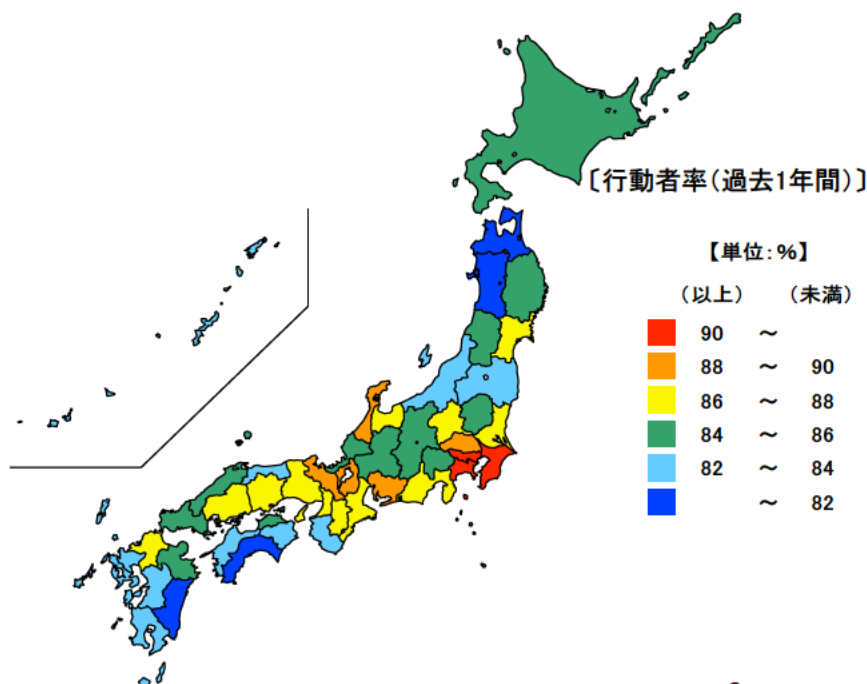 〔行動者率(過去1年間)〕
【単位:%】
(以上) (未満)
90 ～
88 ～ 90
86 ～ 88
84 ～ 86
82 ～ 84
～ 82